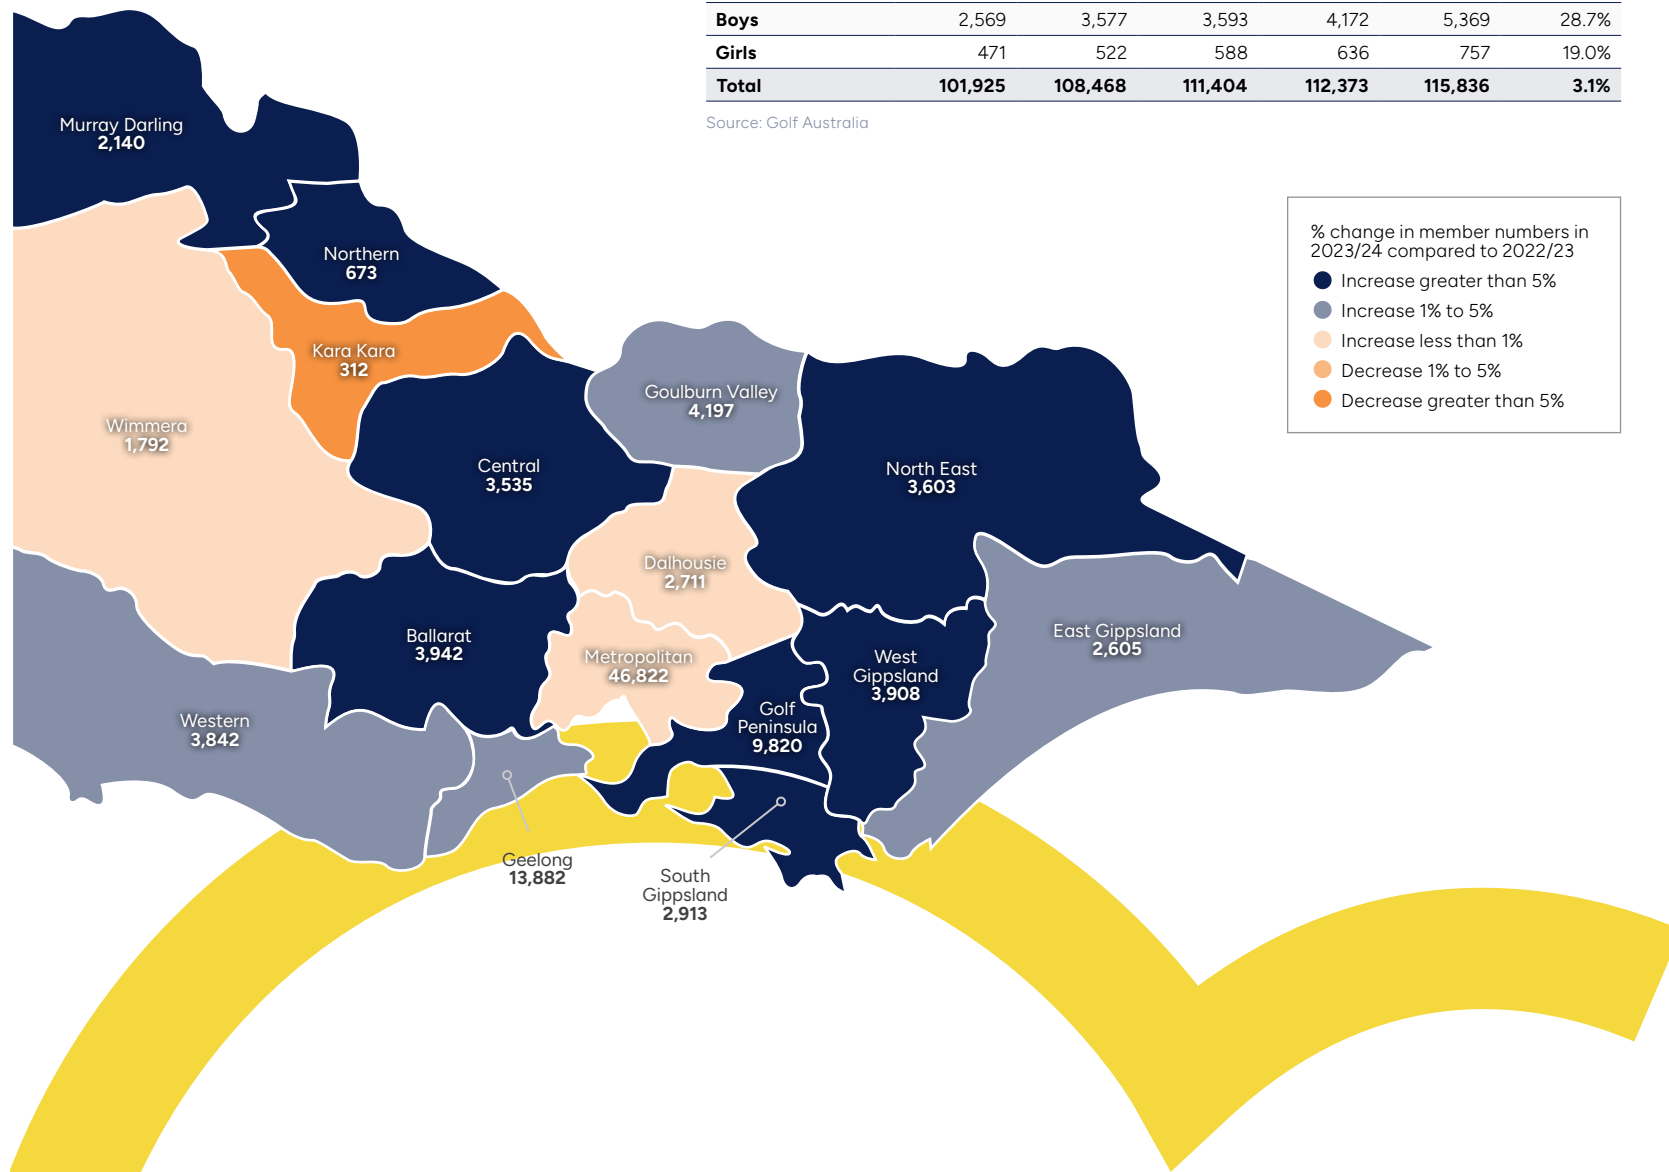 Boys 2,569 3,577 3,593 4,172 5,369 28.7%
Girls 471 522 588 636 757 19.0%
Total 101,925 108,468 111,404 112,373 115,836 3.1%
Source: Golf Australia
% change in member numbers in
2023/24 compared to 2022/23
Increase greater than 5%
Increase 1% to 5%
Increase less than 1%
Decrease 1% to 5%
Decrease greater than 5%
Murray Darling
2,140
Northern
673
Kara Kara
312
Wimmera
1,792
Goulburn Valley
4,197
Central
3,535
North East
3,603
Dalhousie
2,711
Ballarat
3,942
Metropolitan
46,822
West
Gippsland
3,908
East Gippsland
2,605
Western
3,842
Golf
Peninsula
9,820
Geelong
13,882
South
Gippsland
2,913